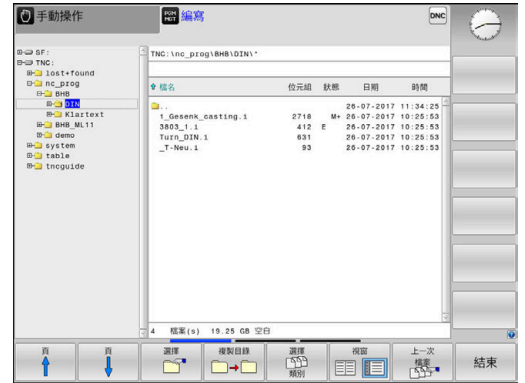 手動操作
PGM MGT 編寫
DNC
SF:
TNC:
lost+found
nc_prog
BHB
DIN
Klartext
BHB_ML11
demo
system
table
tncguide
TNC:\nc_prog\BHB\DIN\*
檔名 位元組 狀態 日期 時間
.. 26-07-2017 11:34:25
1_Gesenk_casting.i 2718 M+ 26-07-2017 10:25:53
3803_1.i 412 E 26-07-2017 10:25:53
Turn_DIN.i 631 26-07-2017 10:25:53
_T-Neu.i 93 26-07-2017 10:25:53
4 檔案(s) 19.25 GB 空白
頁
頁
選擇
複製目錄
選擇
類別
視窗
上一次
檔案
結束